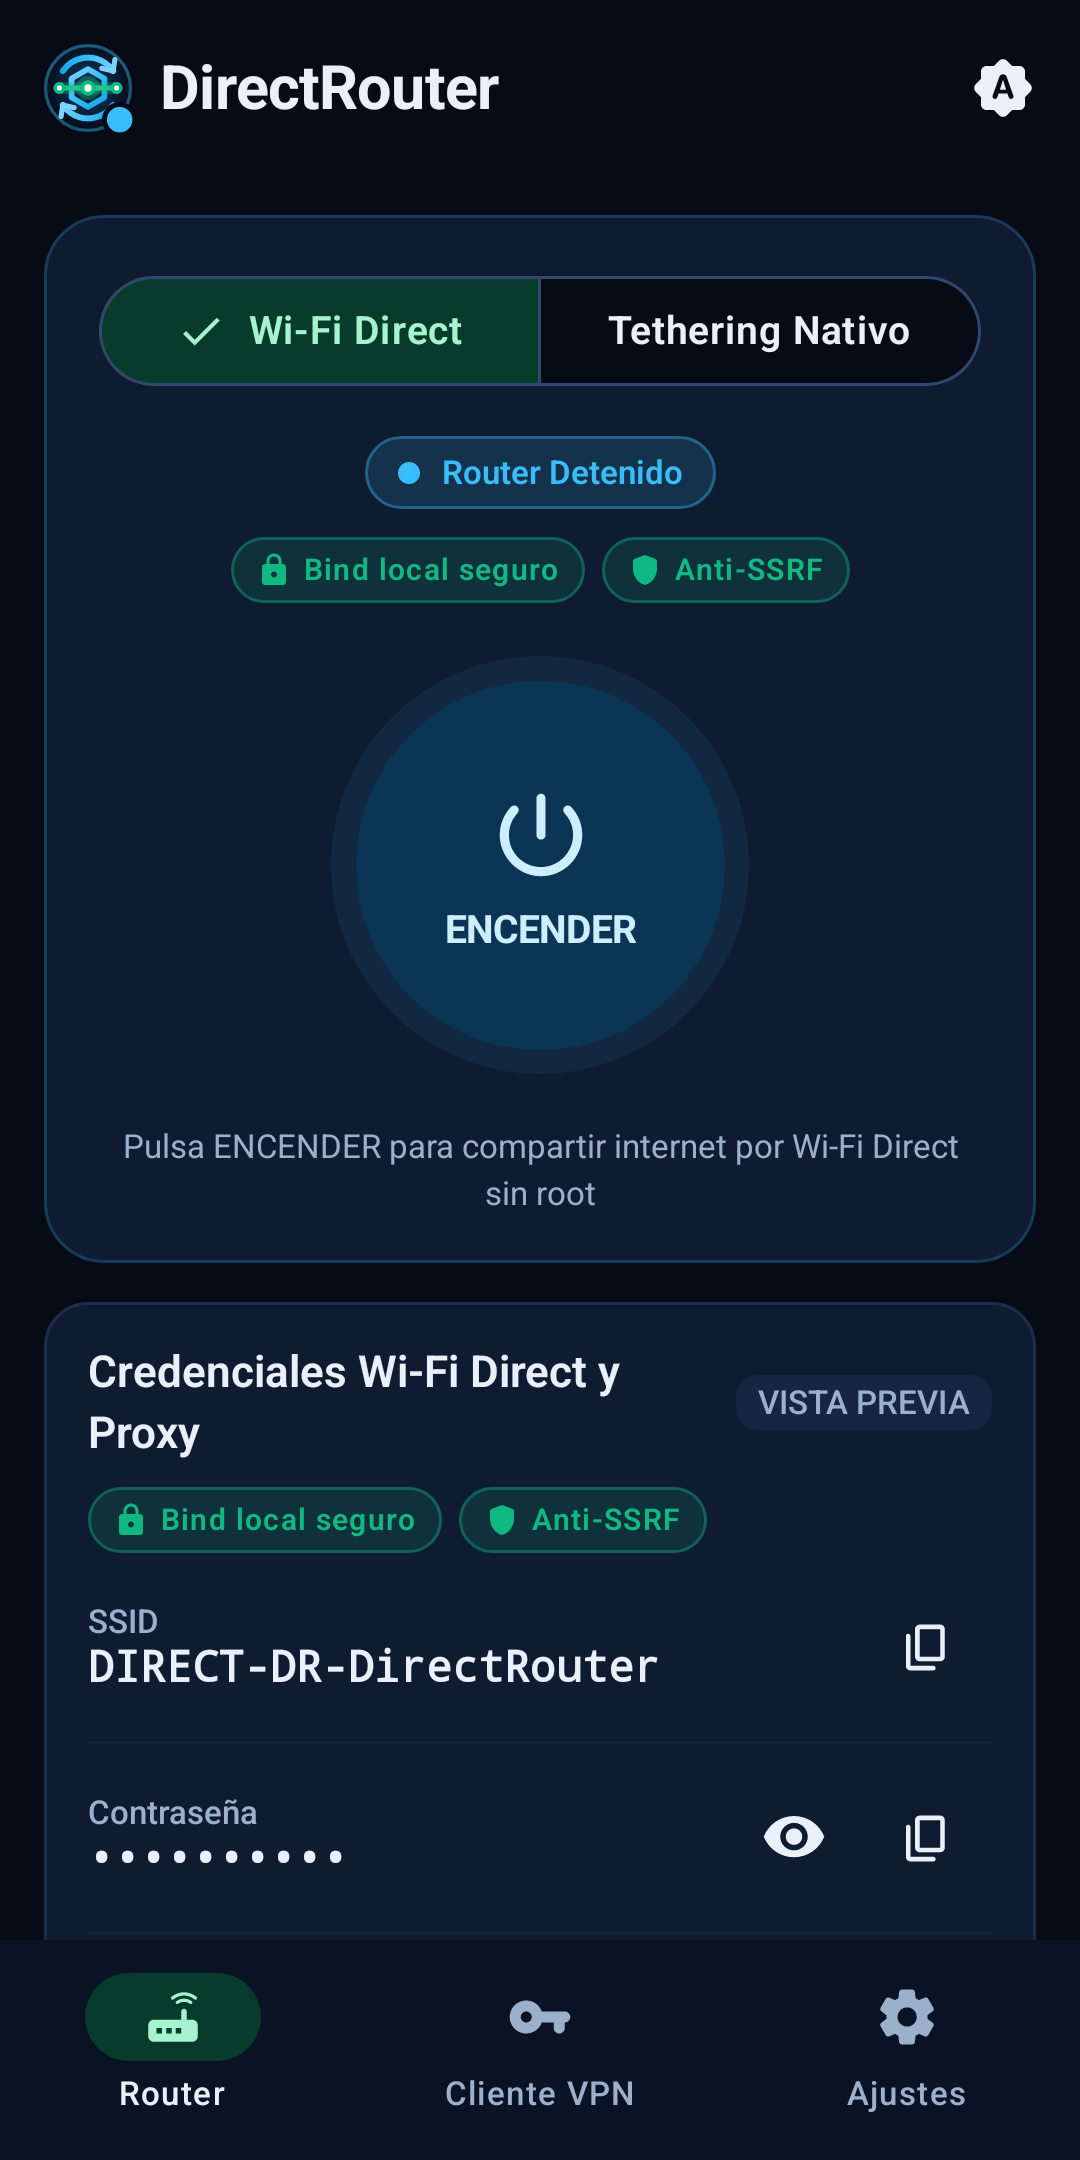 DirectRouter
A
Wi-Fi Direct
Tethering Nativo
Router Detenido
Bind local seguro
Anti-SSRF
ENCENDER
Pulsa ENCENDER para compartir internet por Wi-Fi Direct
sin root
Credenciales Wi-Fi Direct y
Proxy
VISTA PREVIA
Bind local seguro
Anti-SSRF
SSID
DIRECT-DR-DirectRouter
Contraseña
••••••••••
Router
Cliente VPN
Ajustes